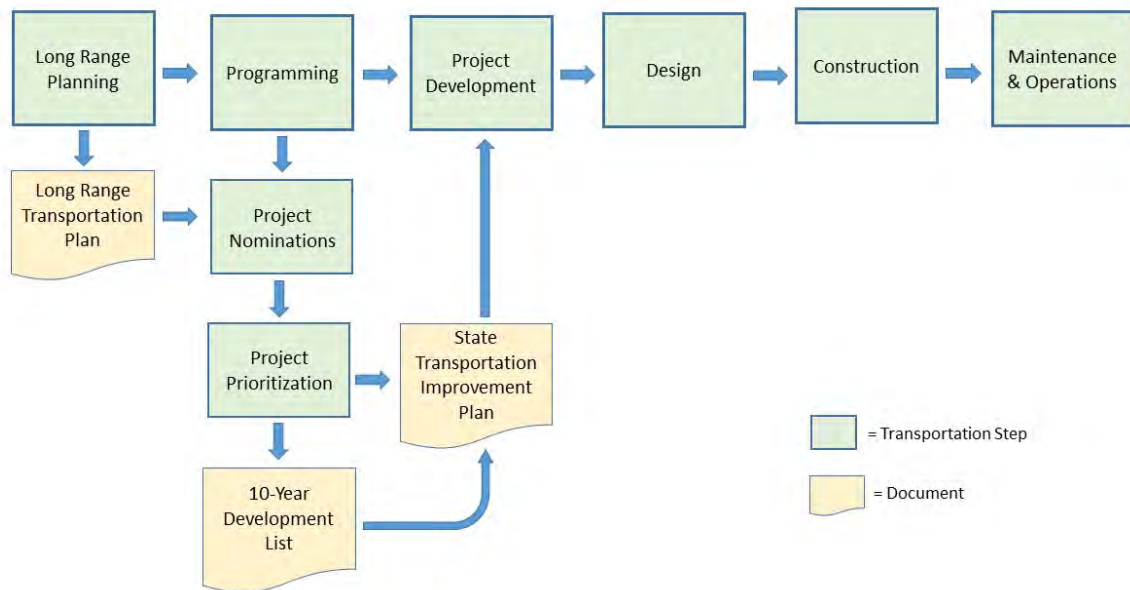 Long Range
Planning
Programming
Project
Development
Design
Construction
Maintenance
& Operations
Long Range
Transportation
Plan
Project
Nominations
Project
Prioritization
State
Transportation
Improvement
Plan
10-Year
Development
List
= Transportation Step
= Document